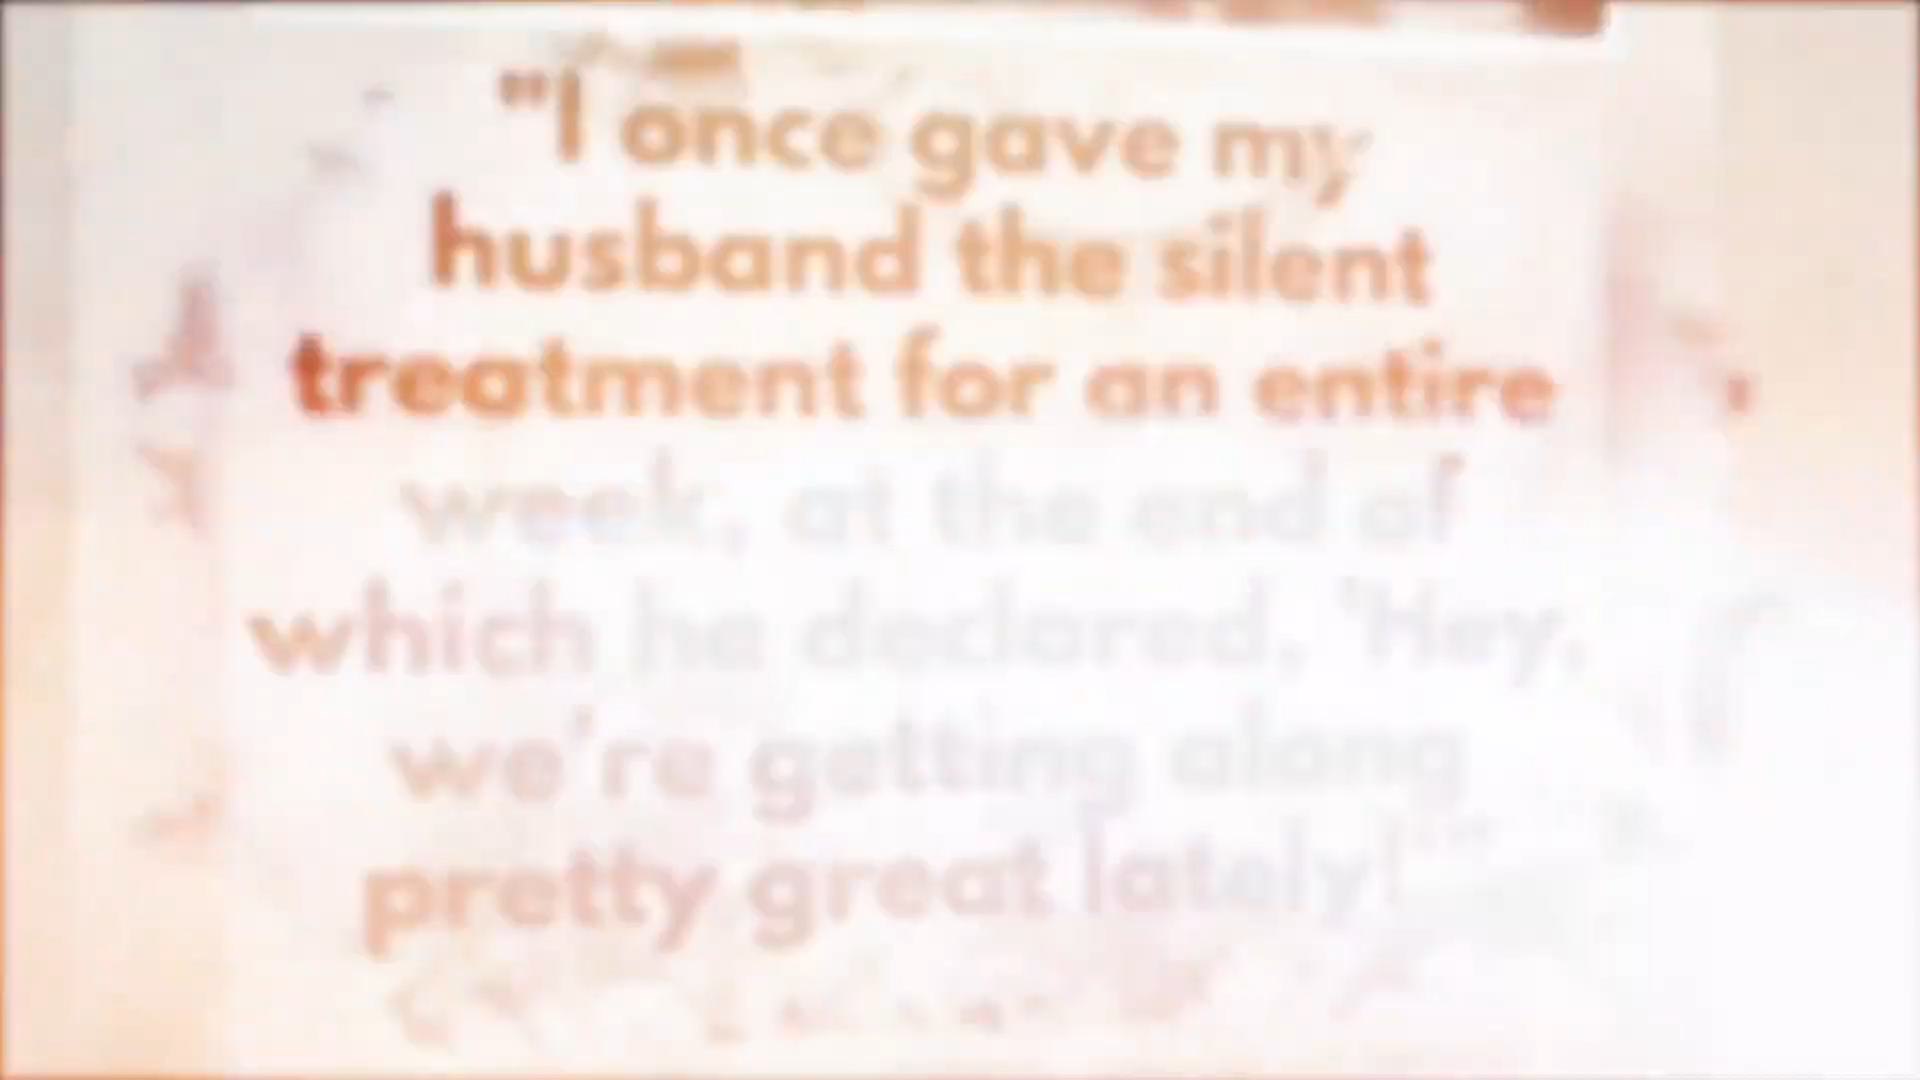 "I once gave my
husband the silent
treatment for an entire
week, at the end of
which he declared, 'Hey,
we're getting along
pretty great lately!'"